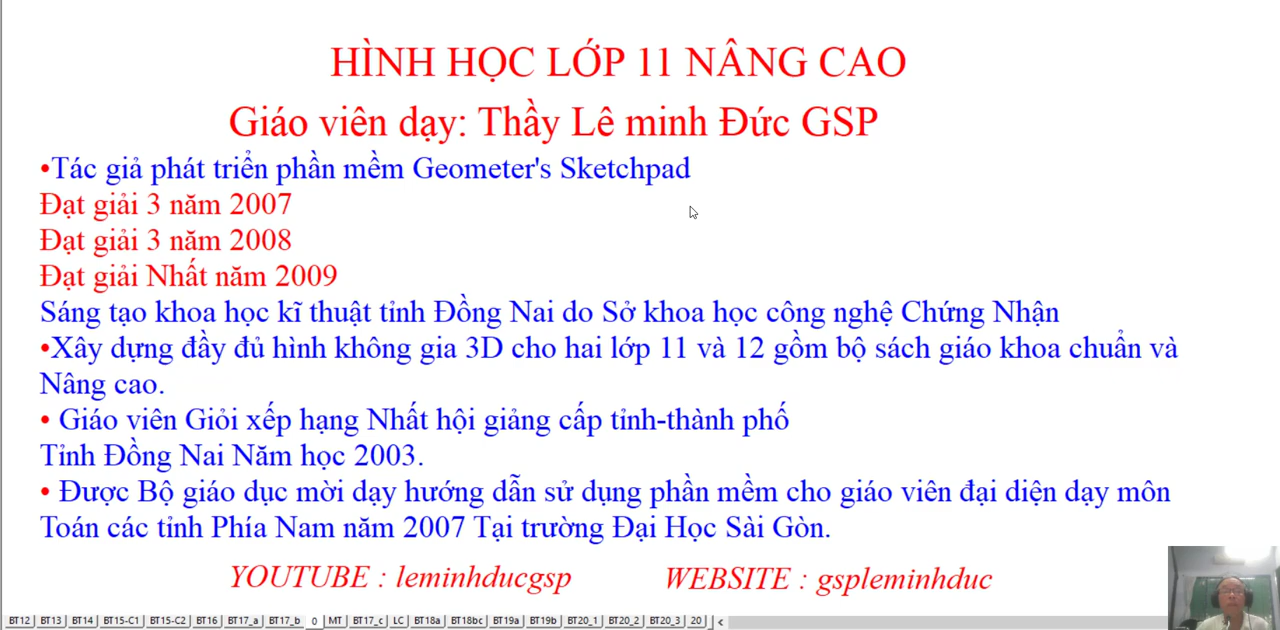 HÌNH HỌC LỚP 11 NÂNG CAO
Giáo viên dạy: Thầy Lê minh Đức GSP
•Tác giả phát triển phần mềm Geometer's Sketchpad
Đạt giải 3 năm 2007
Đạt giải 3 năm 2008
Đạt giải Nhất năm 2009
Sáng tạo khoa học kĩ thuật tỉnh Đồng Nai do Sở khoa học công nghệ Chứng Nhận
•Xây dựng đầy đủ hình không gia 3D cho hai lớp 11 và 12 gồm bộ sách giáo khoa chuẩn và
Nâng cao.
• Giáo viên Giỏi xếp hạng Nhất hội giảng cấp tỉnh-thành phố
Tỉnh Đồng Nai Năm học 2003.
• Được Bộ giáo dục mời dạy hướng dẫn sử dụng phần mềm cho giáo viên đại diện dạy môn
Toán các tỉnh Phía Nam năm 2007 Tại trường Đại Học Sài Gòn.
YOUTUBE : leminhducgsp WEBSITE : gspleminhduc
BT12 BT13 BT14 BT15-C1 BT15-C2 BT16 BT17_a BT17_b 0 MT BT17_c LC BT18a BT18bc BT19a BT19b BT20_1 BT20_2 BT20_3 20